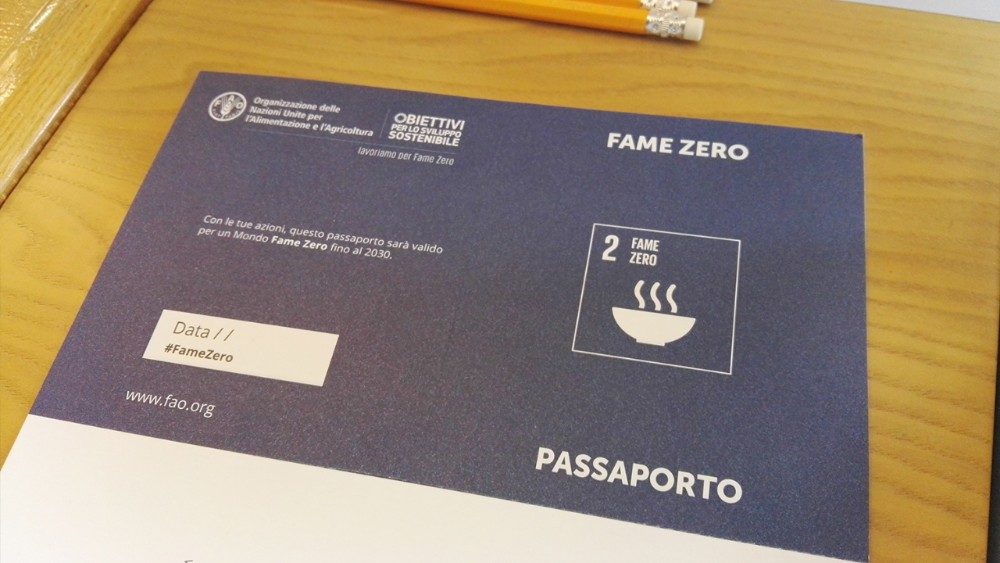 Organizzazione delle
Nazioni Unite per
l'Alimentazione e l'Agricoltura
OBIETTIVI
PER LO SVILUPPO
SOSTENIBILE
lavoriamo per Fame Zero
Con le tue azioni, questo passaporto sarà valido
per un Mondo Fame Zero fino al 2030.
Data / /
#FameZero
www.fao.org
FAME ZERO
2 FAME
ZERO
PASSAPORTO